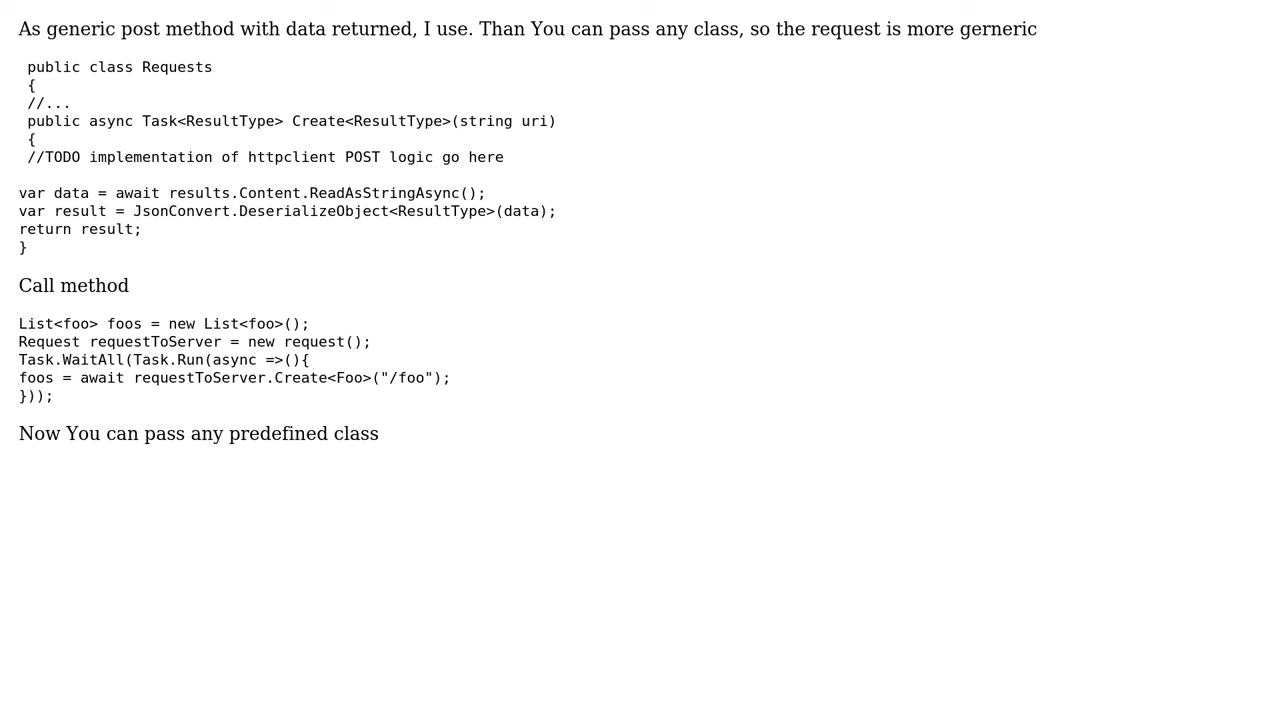 As generic post method with data returned, I use. Than You can pass any class, so the request is more gerneric
public class Requests
{
//...
public async Task<ResultType> Create<ResultType>(string uri)
{
//TODO implementation of httpclient POST logic go here
var data = await results.Content.ReadAsStringAsync();
var result = JsonConvert.DeserializeObject<ResultType>(data);
return result;
}
Call method
List<foo> foos = new List<foo>();
Request requestToServer = new request();
Task.WaitAll(Task.Run(async =>(){
foos = await requestToServer.Create<Foo>("/foo");
}));
Now You can pass any predefined class